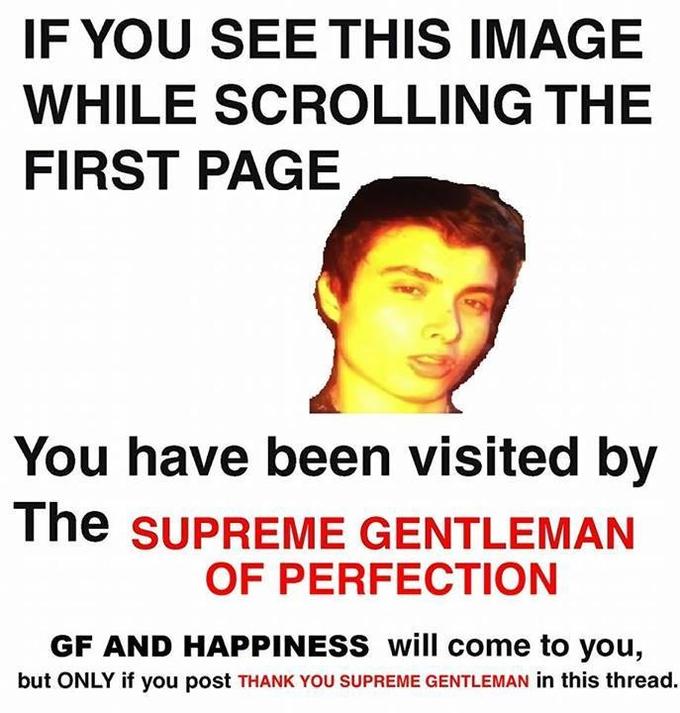 IF YOU SEE THIS IMAGE
WHILE SCROLLING THE
FIRST PAGE
You have been visited by
The SUPREME GENTLEMAN
OF PERFECTION
GF AND HAPPINESS will come to you,
but ONLY if you post THANK YOU SUPREME GENTLEMAN in this thread.